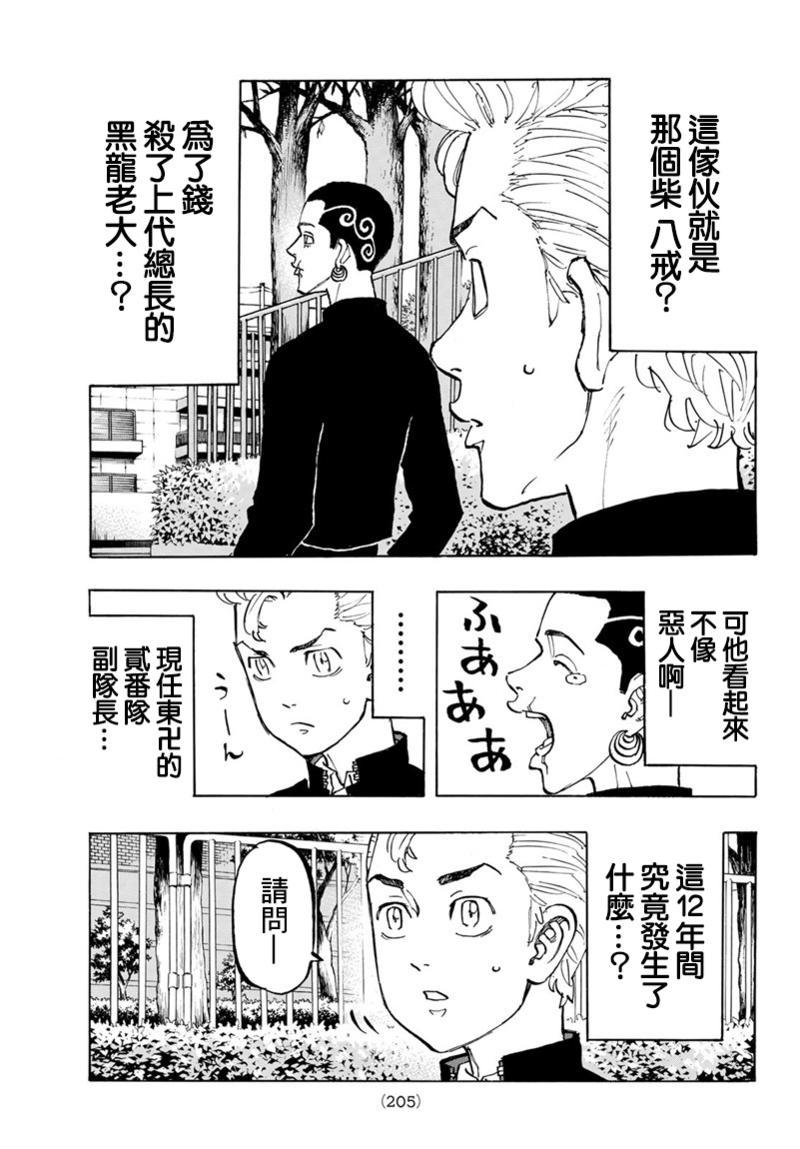 這傢伙就是
那個柴 八戒?
為了錢
殺了上代總長的
黑龍老大…?
可他看起來
不像
惡人啊—
ふぁぁぁ
……
うーん
現任東卍的
貳番隊
副隊長…
這12年間
究竟發生了
什麼…?
請問—
(205)